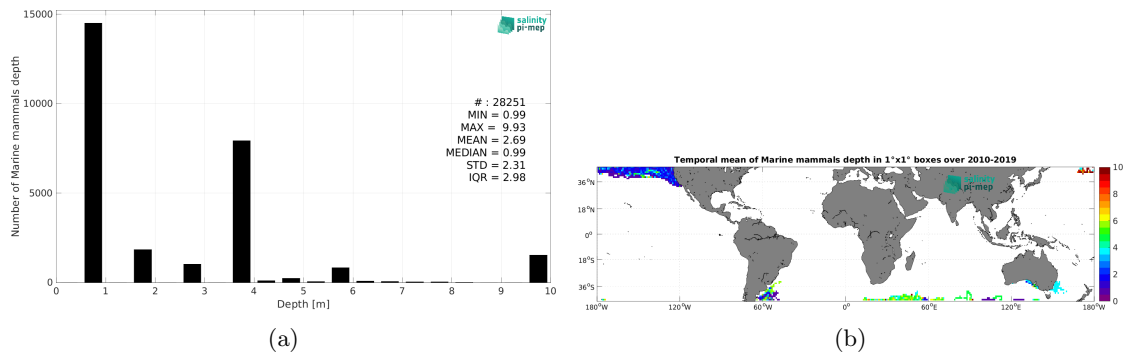 15000
10000
5000
0
Number of Marine mammals depth
salinity
pi-mep
# : 28251
MIN = 0.99
MAX = 9.93
MEAN = 2.69
MEDIAN = 0.99
STD = 2.31
IQR = 2.98
0 1 2 3 4 5 6 7 8 9 10
Depth [m]
(a)
Temporal mean of Marine mammals depth in 1°x1° boxes over 2010-2019
salinity
pi-mep
36°N
18°N
0°
18°S
36°S
180°W 120°W 60°W 0° 60°E 120°E 180°E
10
8
6
4
2
0
(b)